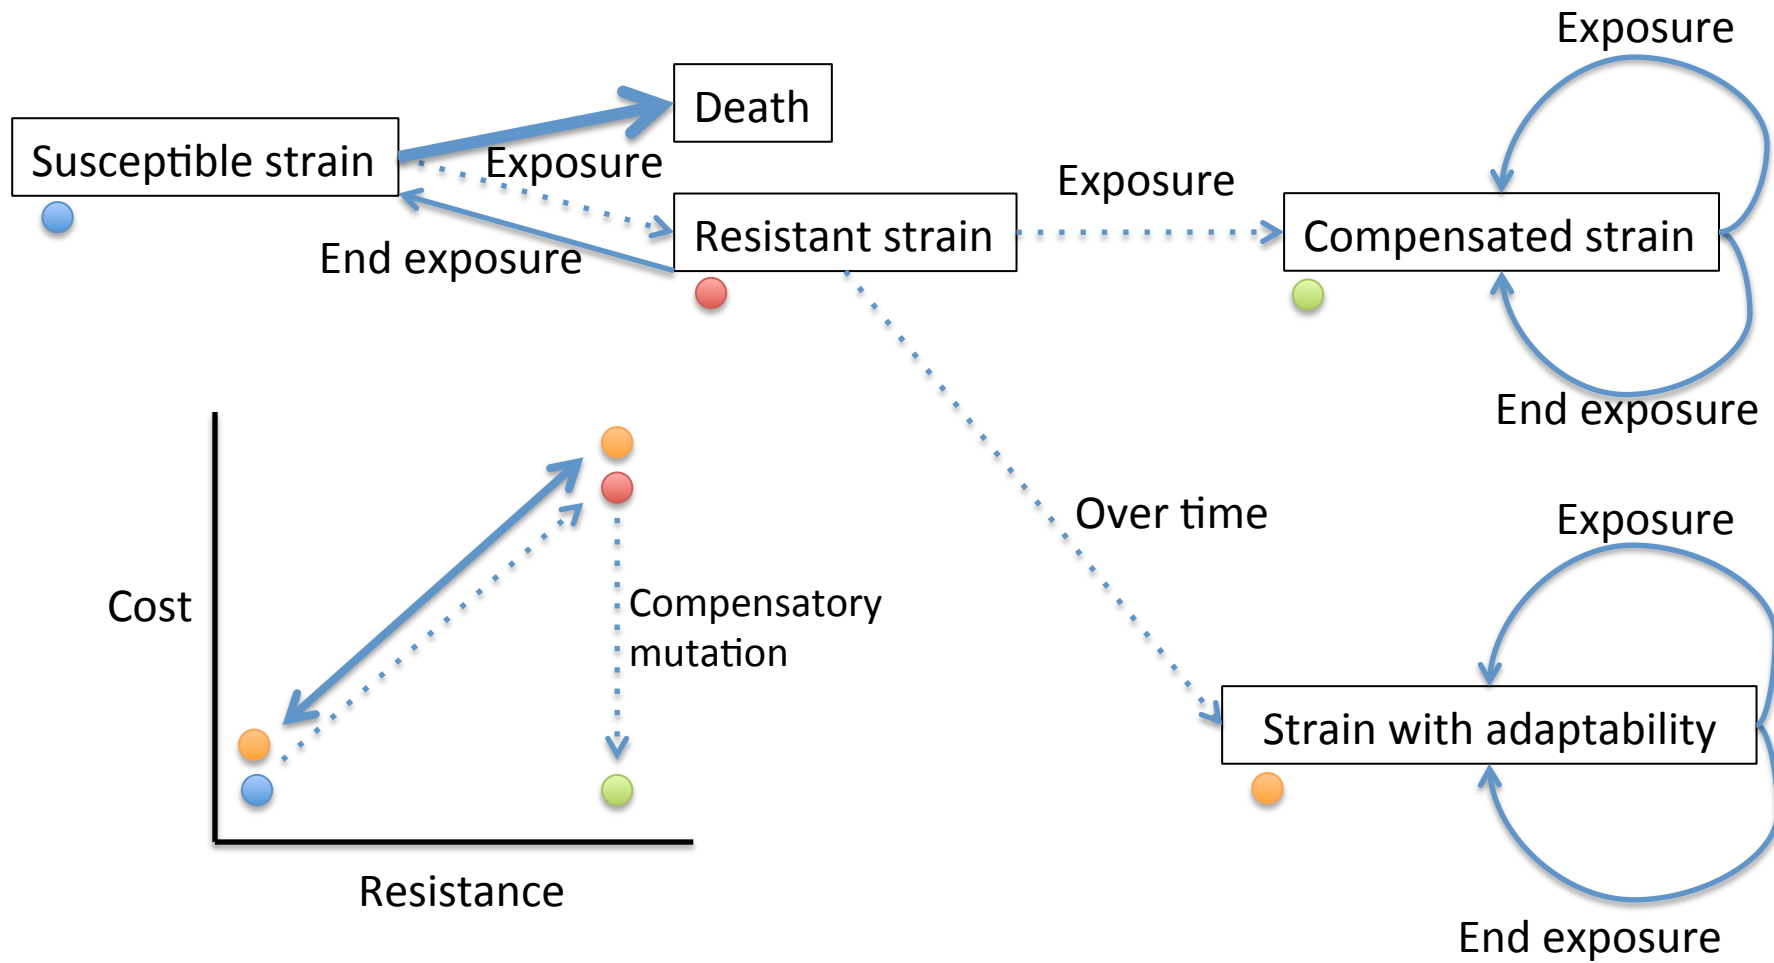 Exposure
Death
Susceptible strain
Exposure
Exposure
Resistant strain
Compensated strain
End exposure
End exposure
Over time
Exposure
Cost
Compensatory
mutation
Strain with adaptability
Resistance
End exposure